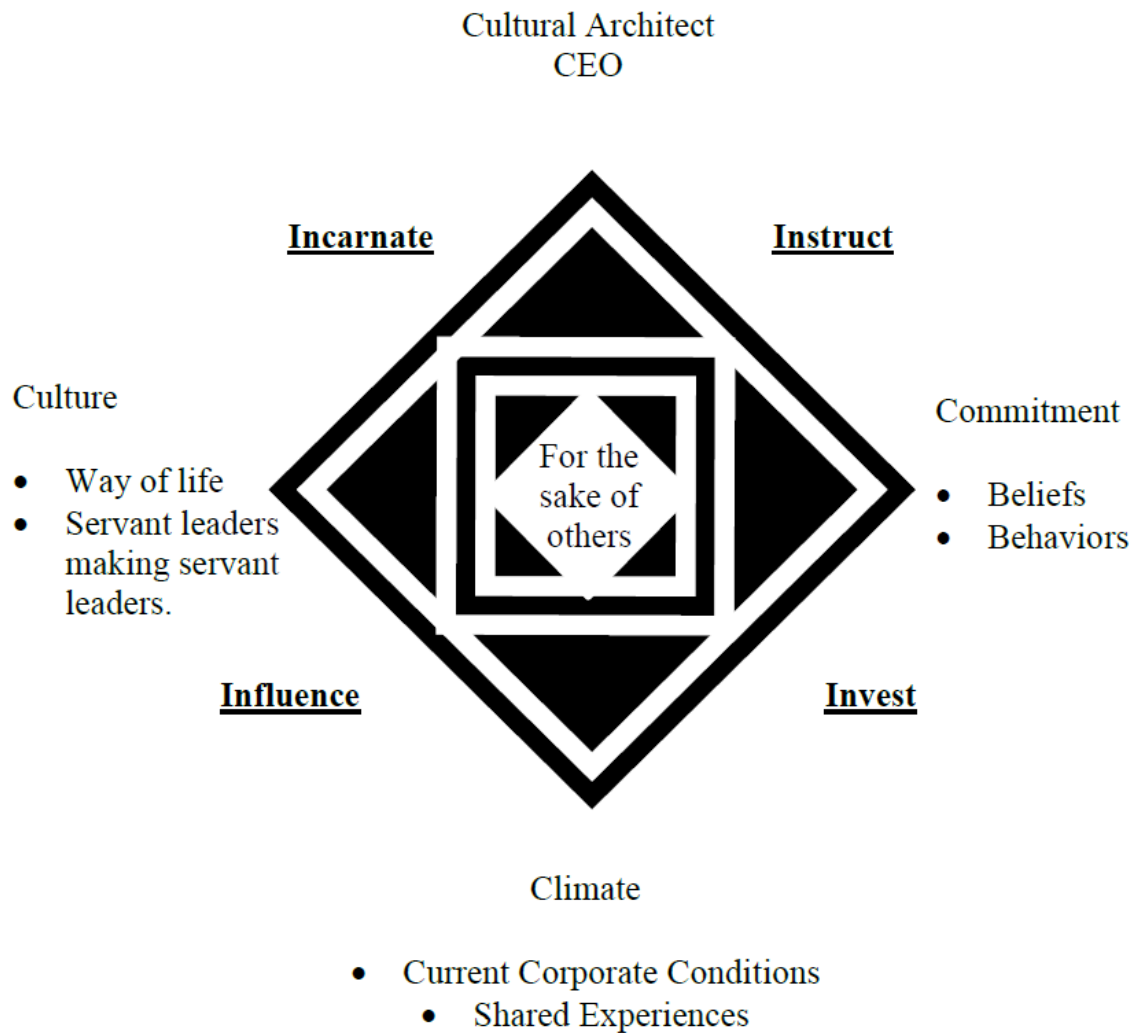 Cultural Architect
CEO
Incarnate
Instruct
Culture
• Way of life
• Servant leaders
making servant
leaders.
For the
sake of
others
Commitment
• Beliefs
• Behaviors
Influence
Invest
Climate
• Current Corporate Conditions
• Shared Experiences